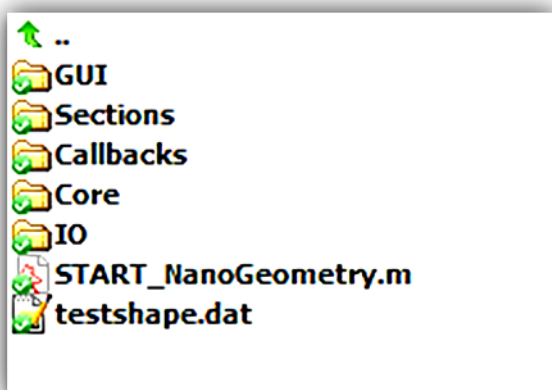 ..
GUI
Sections
Callbacks
Core
IO
START_NanoGeometry.m
testshape.dat